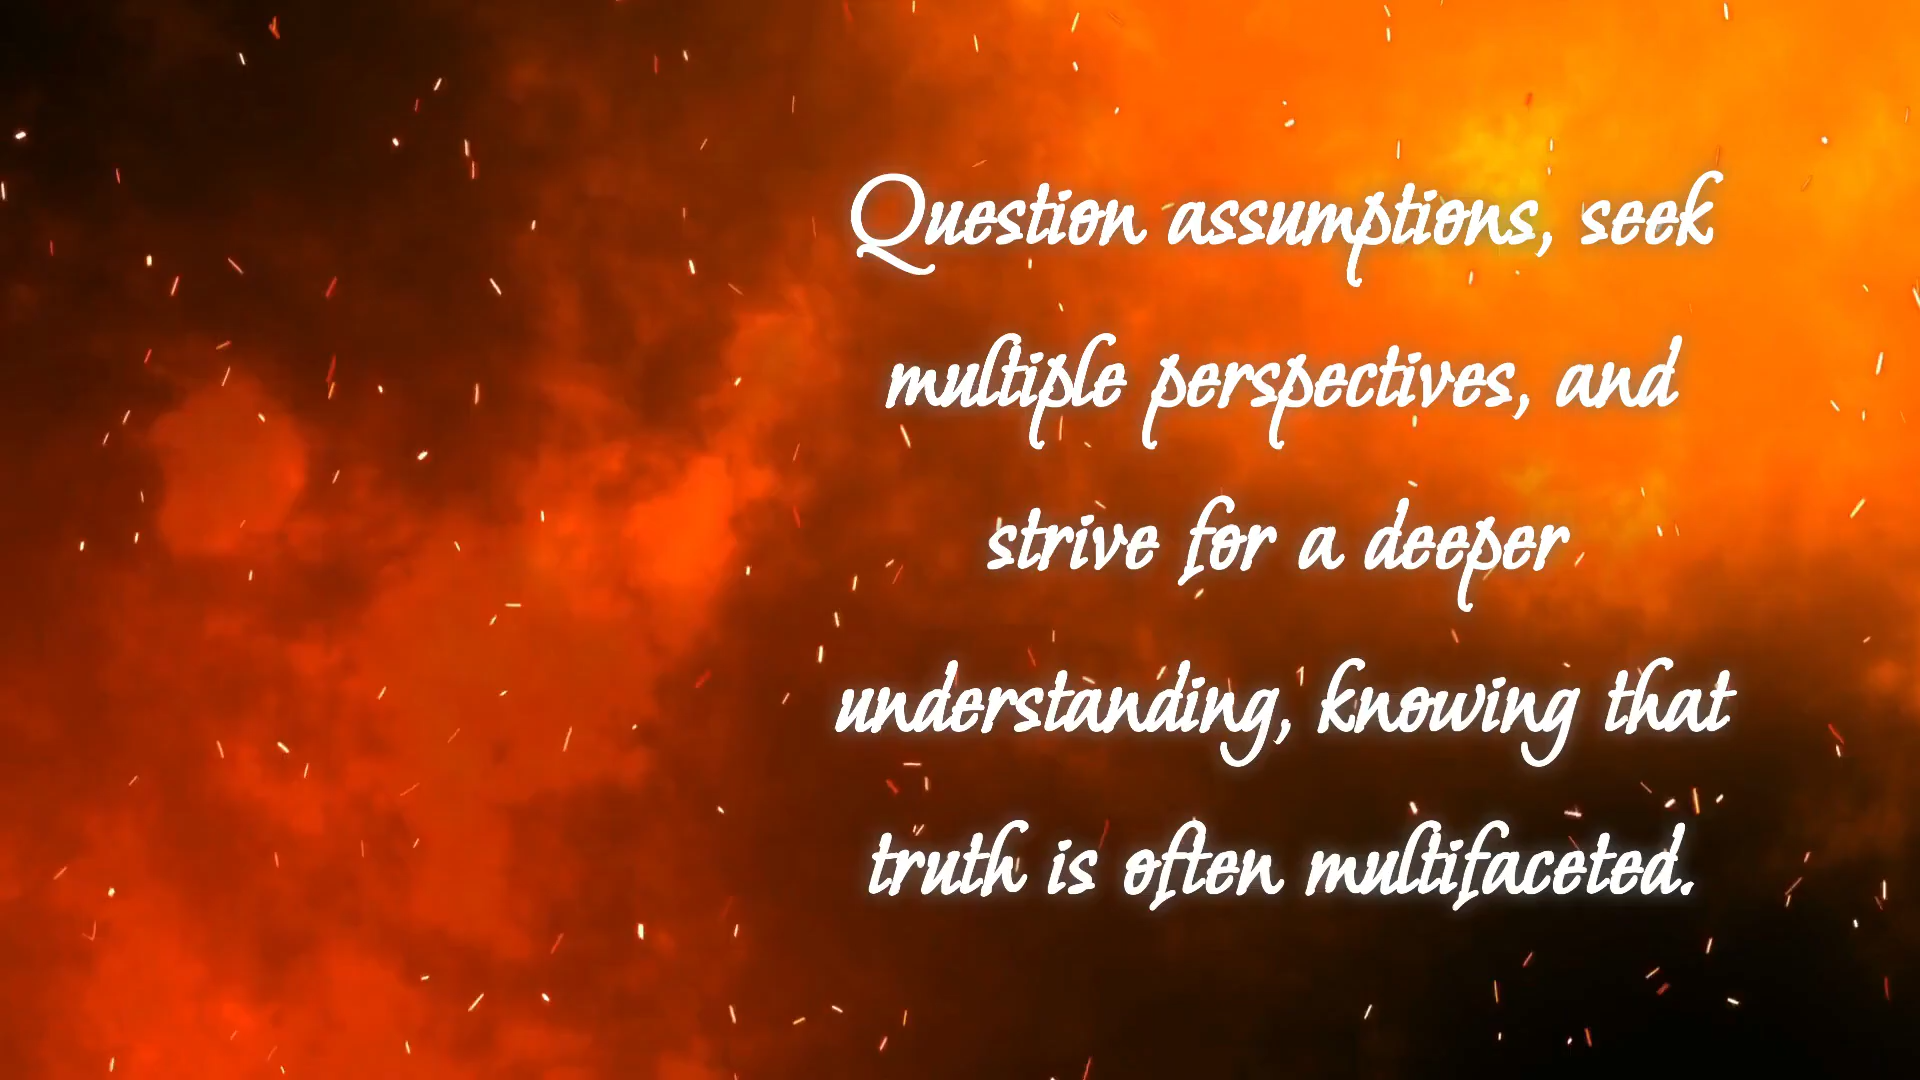 Question assumptions, seek
multiple perspectives, and
strive for a deeper
understanding, knowing that
truth is often multifaceted.